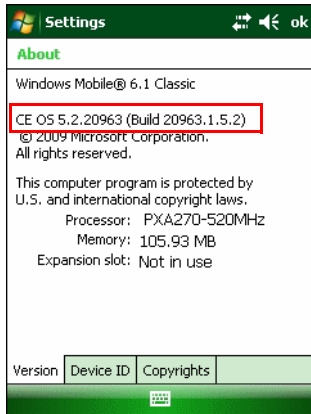 Settings
ok
About
Windows Mobile® 6.1 Classic
CE OS 5.2.20963 (Build 20963.1.5.2)
© 2009 Microsoft Corporation.
All rights reserved.
This computer program is protected by
U.S. and international copyright laws.
Processor: PXA270-520MHz
Memory: 105.93 MB
Expansion slot: Not in use
Version Device ID Copyrights